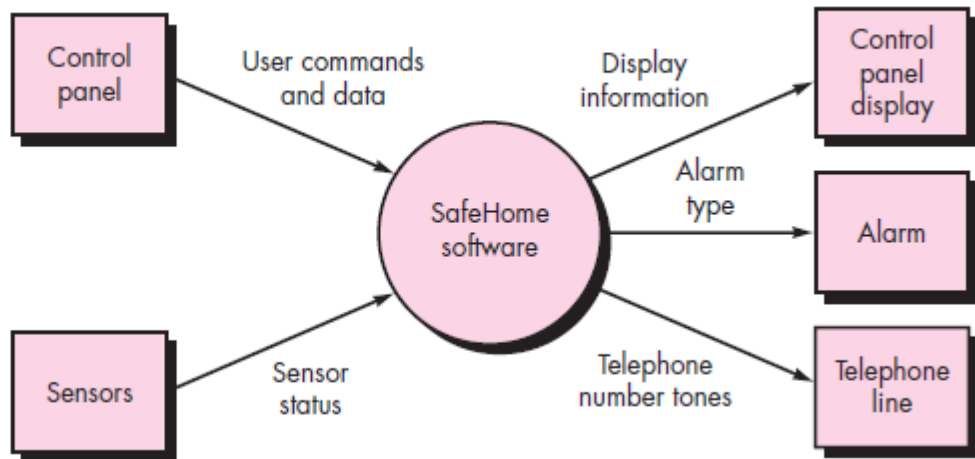 Control
panel
User commands
and data
Display
information
Control
panel
display
SafeHome
software
Alarm
type
Alarm
Sensors
Sensor
status
Telephone
number tones
Telephone
line